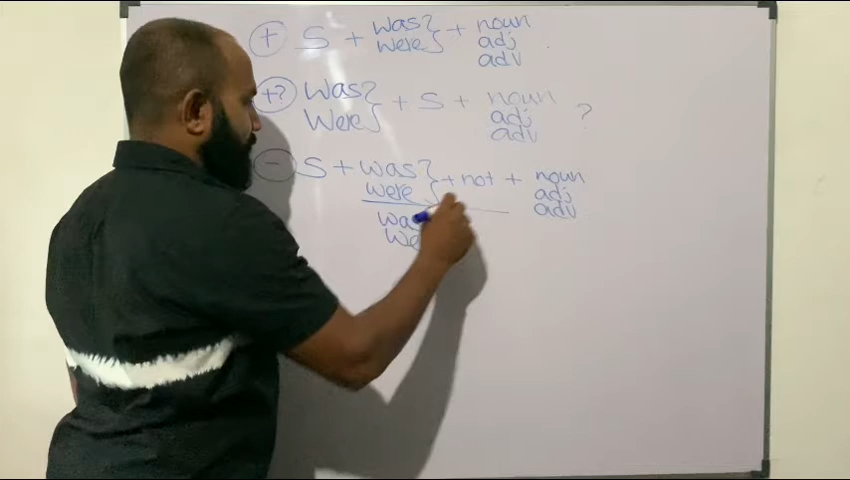 + S + was } + noun
were adj
adv
+? Was } + S + noun ?
Were adj
adv
- S + was } + not + noun
were adj
adv